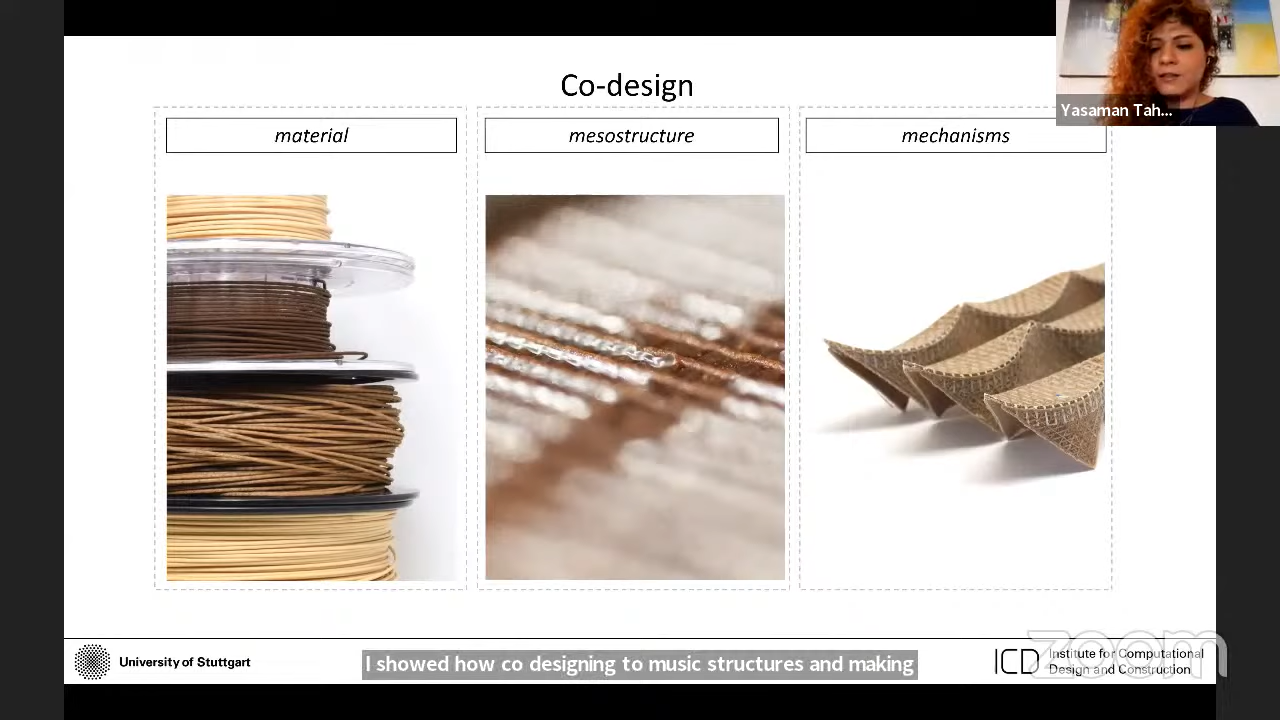 Co-design
Yasaman Tah...
material
mesostructure
mechanisms
University of Stuttgart
I showed how co designing to music structures and making
ICD
Institute for Computational
Design and Construction
zoom